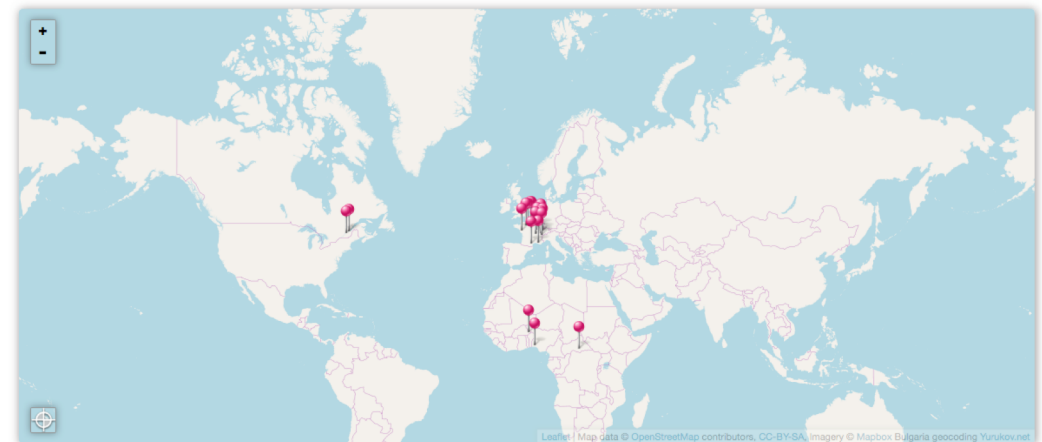 +
-
Leaflet | Map data © OpenStreetMap contributors, CC-BY-SA, Imagery © Mapbox Bulgaria geocoding Yurukov.net